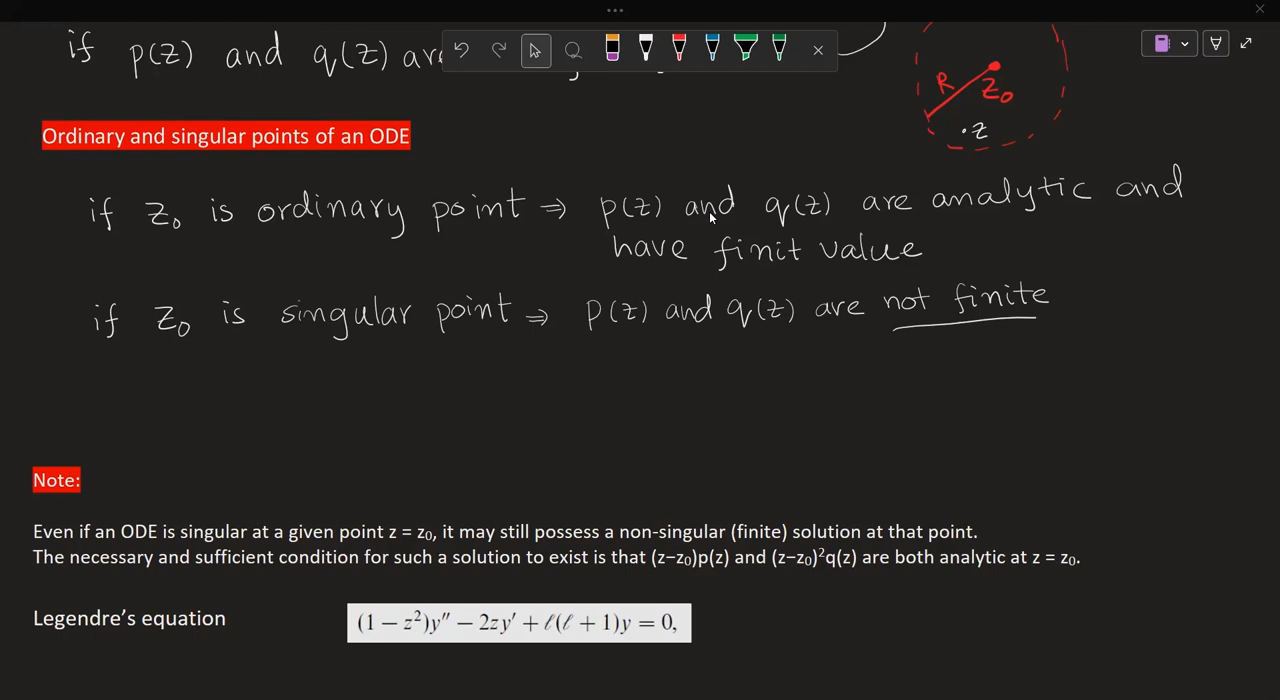 if p(z) and q(z) are
R
z₀
.z
Ordinary and singular points of an ODE
if z₀ is ordinary point ⇒ p(z) and q(z) are analytic and
have finit value
if z₀ is singular point ⇒ p(z) and q(z) are not finite
Note:
Even if an ODE is singular at a given point z = z₀, it may still possess a non-singular (finite) solution at that point.
The necessary and sufficient condition for such a solution to exist is that (z−z₀)p(z) and (z−z₀)²q(z) are both analytic at z = z₀.
Legendre’s equation (1 − z²)y″ − 2zy′ + ℓ(ℓ + 1)y = 0,